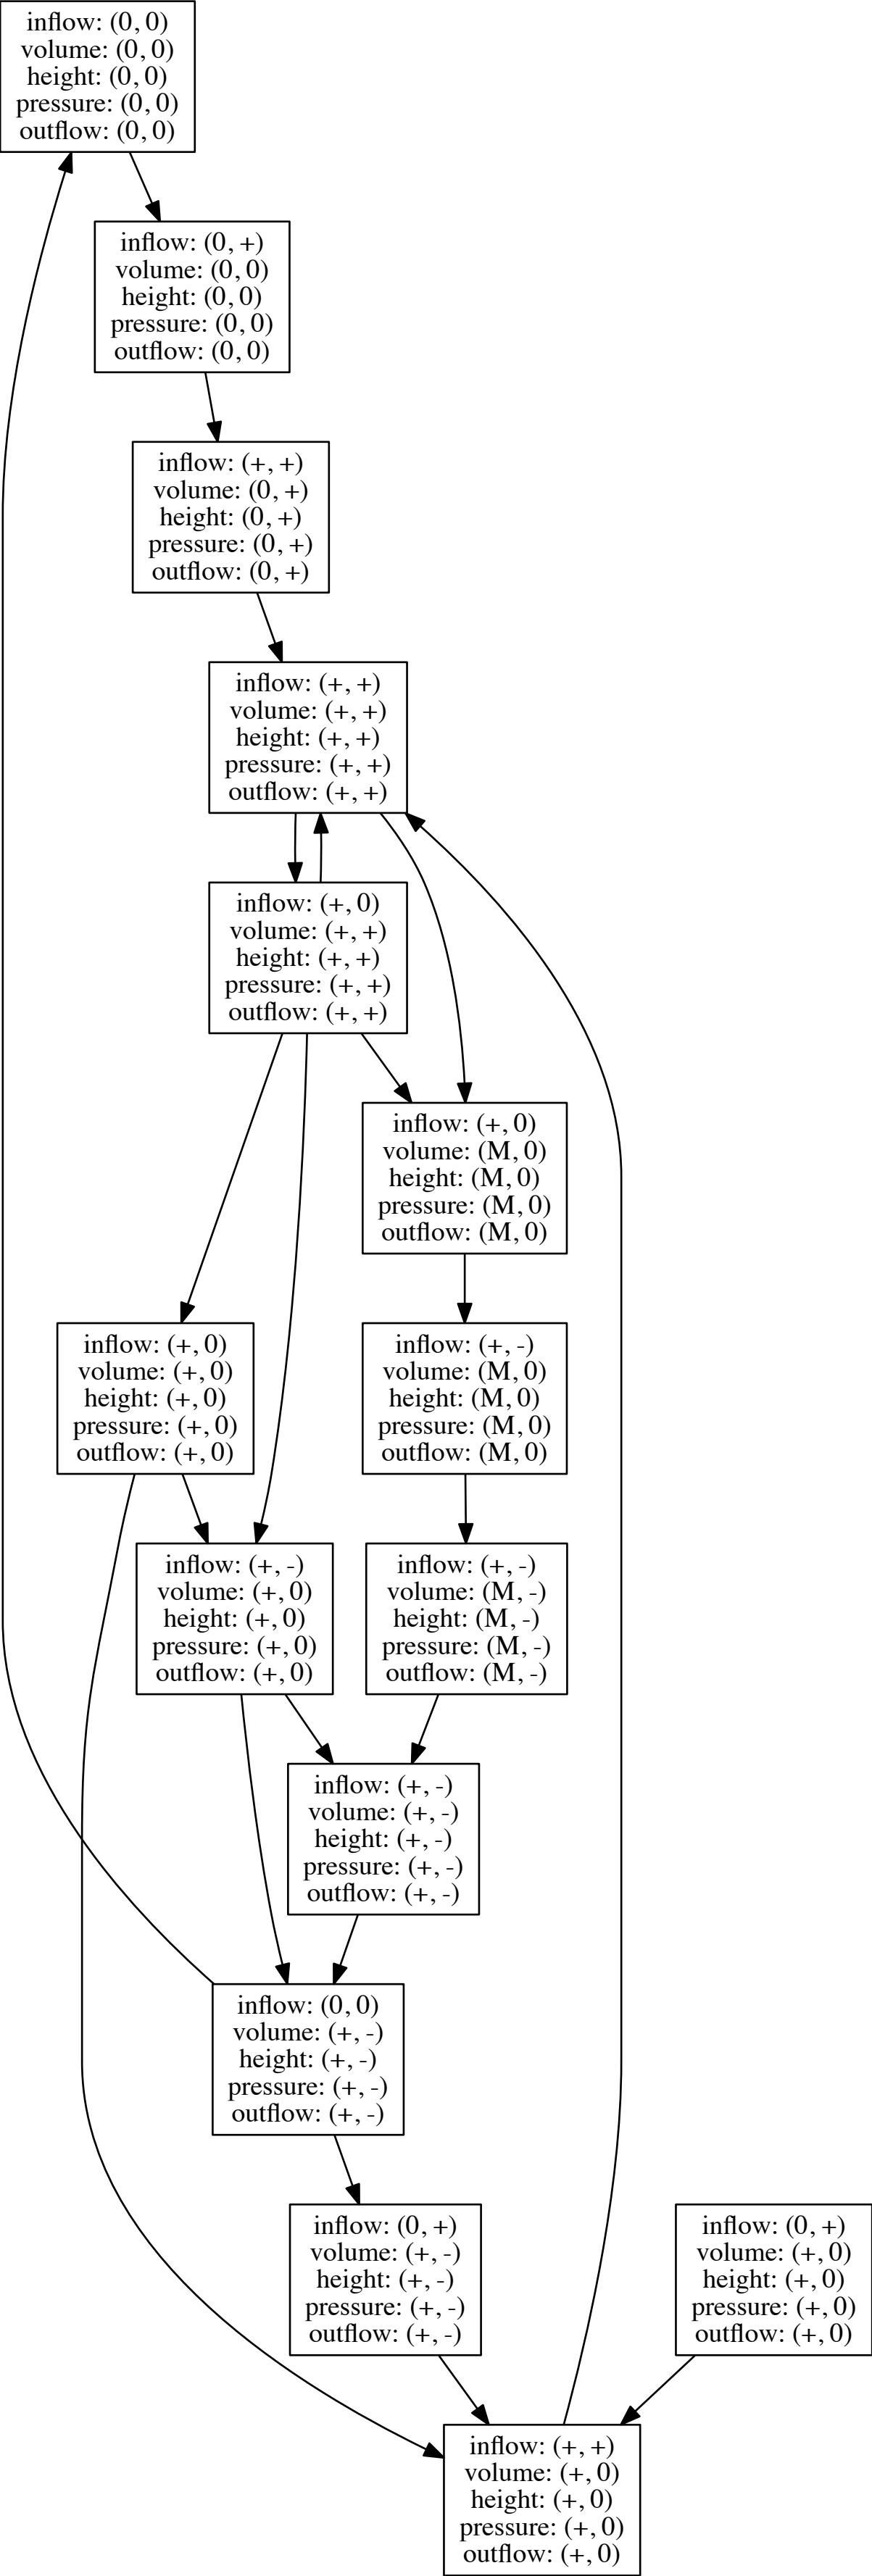 inflow: (0, 0)
volume: (0, 0)
height: (0, 0)
pressure: (0, 0)
outflow: (0, 0)
inflow: (0, +)
volume: (0, 0)
height: (0, 0)
pressure: (0, 0)
outflow: (0, 0)
inflow: (+, +)
volume: (0, +)
height: (0, +)
pressure: (0, +)
outflow: (0, +)
inflow: (+, +)
volume: (+, +)
height: (+, +)
pressure: (+, +)
outflow: (+, +)
inflow: (+, 0)
volume: (+, +)
height: (+, +)
pressure: (+, +)
outflow: (+, +)
inflow: (+, 0)
volume: (M, 0)
height: (M, 0)
pressure: (M, 0)
outflow: (M, 0)
inflow: (+, 0)
volume: (+, 0)
height: (+, 0)
pressure: (+, 0)
outflow: (+, 0)
inflow: (+, -)
volume: (M, 0)
height: (M, 0)
pressure: (M, 0)
outflow: (M, 0)
inflow: (+, -)
volume: (+, 0)
height: (+, 0)
pressure: (+, 0)
outflow: (+, 0)
inflow: (+, -)
volume: (M, -)
height: (M, -)
pressure: (M, -)
outflow: (M, -)
inflow: (+, -)
volume: (+, -)
height: (+, -)
pressure: (+, -)
outflow: (+, -)
inflow: (0, 0)
volume: (+, -)
height: (+, -)
pressure: (+, -)
outflow: (+, -)
inflow: (0, +)
volume: (+, -)
height: (+, -)
pressure: (+, -)
outflow: (+, -)
inflow: (0, +)
volume: (+, 0)
height: (+, 0)
pressure: (+, 0)
outflow: (+, 0)
inflow: (+, +)
volume: (+, 0)
height: (+, 0)
pressure: (+, 0)
outflow: (+, 0)